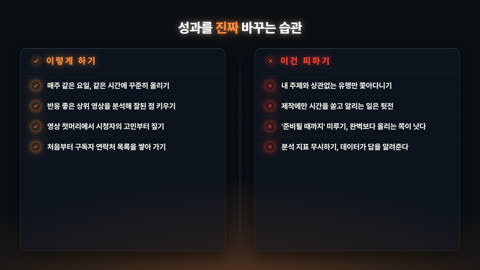 성과를 진짜 바꾸는 습관
이렇게 하기
매주 같은 요일, 같은 시간에 꾸준히 올리기
반응 좋은 상위 영상을 분석해 잘된 점 키우기
영상 첫머리에서 시청자의 고민부터 짚기
처음부터 구독자 연락처 목록을 쌓아 가기
이건 피하기
내 주제와 상관없는 유행만 쫓아다니기
제작에만 시간을 쏟고 알리는 일은 뒷전
'준비될 때까지' 미루기, 완벽보다 올리는 쪽이 낫다
분석 지표 무시하기, 데이터가 답을 알려준다